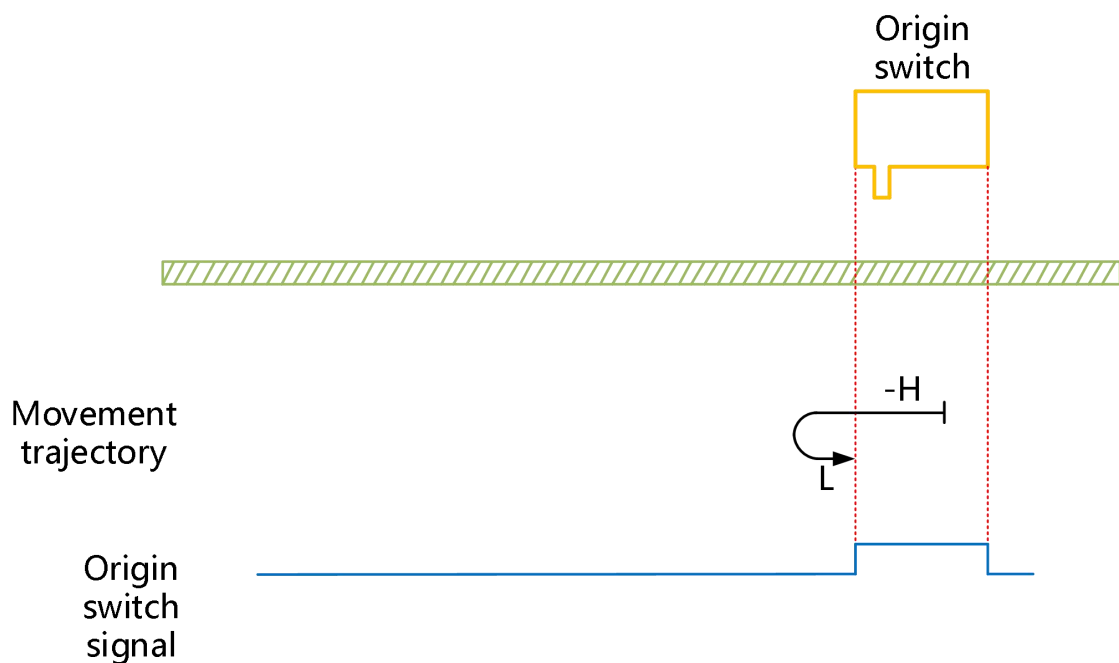 Origin
switch
-H
Movement
trajectory
L
Origin
switch
signal